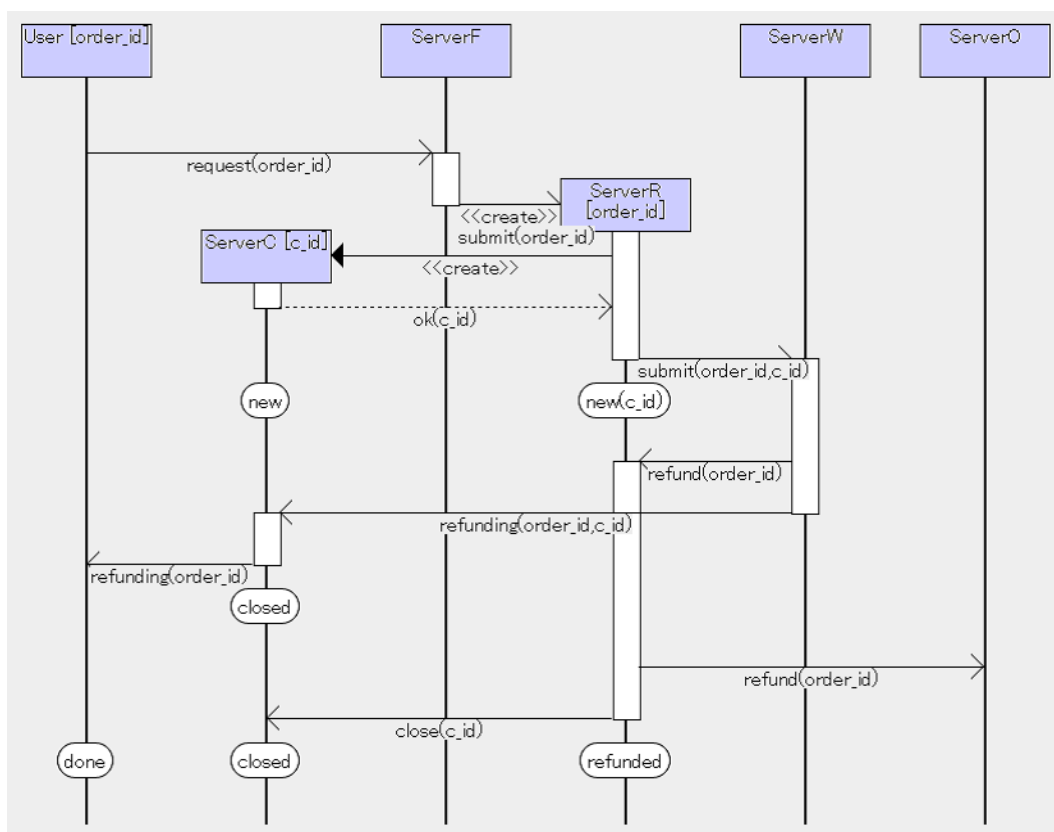 User [order_id]
ServerF
ServerW
ServerO
request(order_id)
ServerR
[order_id]
<<create>>
submit(order_id)
ServerC [c_id]
<<create>>
ok(c_id)
submit(order_id,c_id)
new
new(c_id)
refund(order_id)
refunding(order_id,c_id)
refunding(order_id)
closed
refund(order_id)
close(c_id)
done
closed
refunded